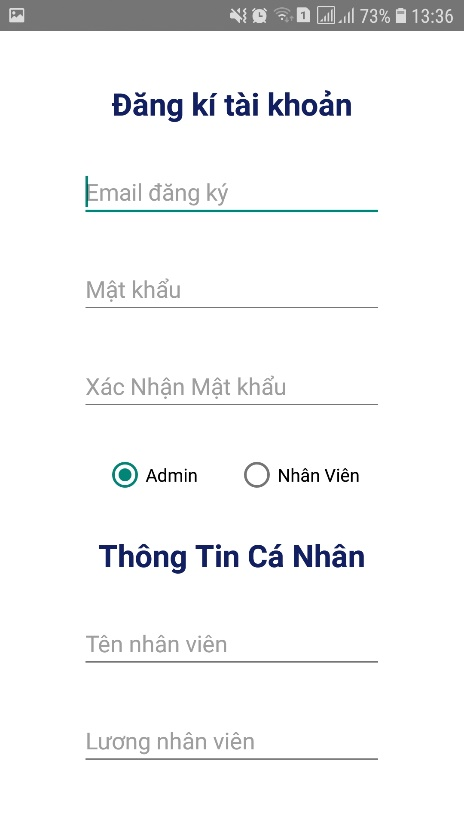 73% 13:36
Đăng kí tài khoản
Email đăng ký
Mật khẩu
Xác Nhận Mật khẩu
Admin Nhân Viên
Thông Tin Cá Nhân
Tên nhân viên
Lương nhân viên